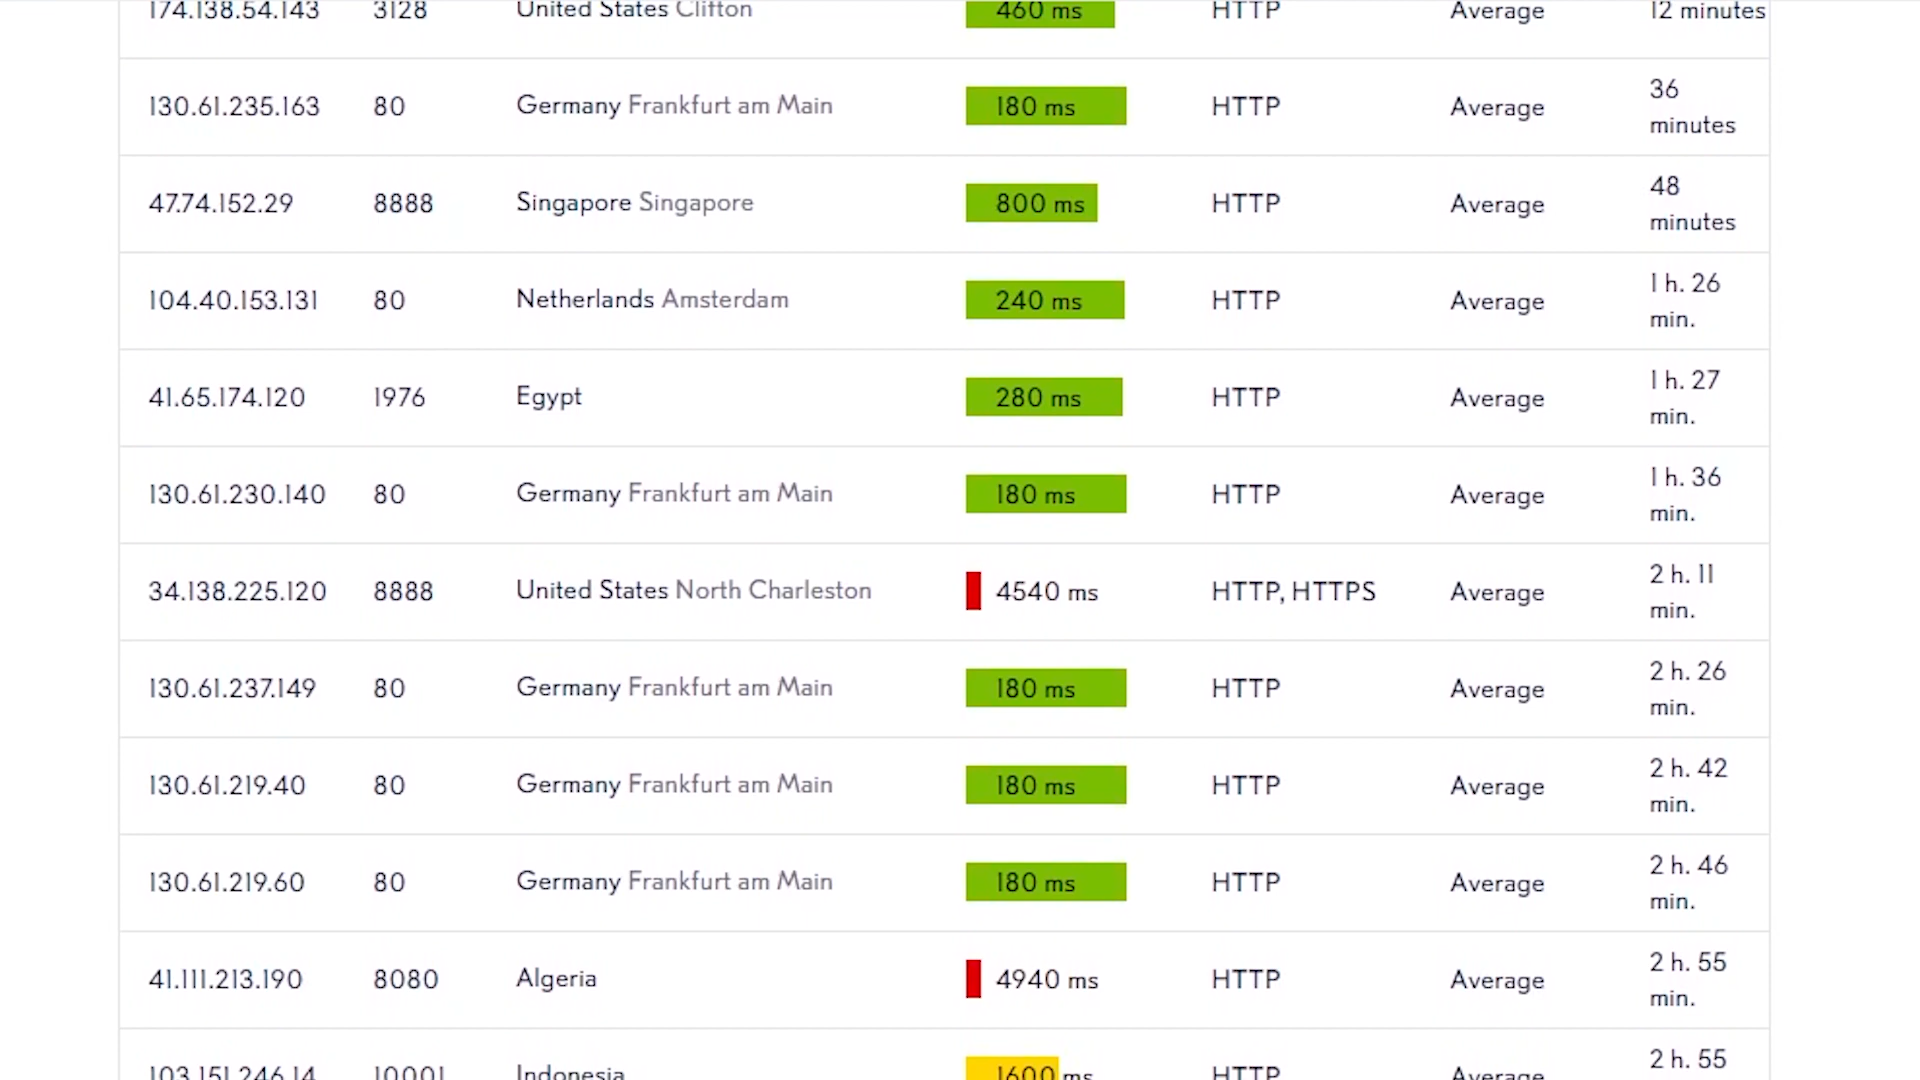 174.138.54.143 3128 United States Clifton 460 ms HTTP Average 12 minutes
130.61.235.163 80 Germany Frankfurt am Main 180 ms HTTP Average 36
minutes
47.74.152.29 8888 Singapore Singapore 800 ms HTTP Average 48
minutes
104.40.153.131 80 Netherlands Amsterdam 240 ms HTTP Average 1 h. 26
min.
41.65.174.120 1976 Egypt 280 ms HTTP Average 1 h. 27
min.
130.61.230.140 80 Germany Frankfurt am Main 180 ms HTTP Average 1 h. 36
min.
34.138.225.120 8888 United States North Charleston 4540 ms HTTP, HTTPS Average 2 h. 11
min.
130.61.237.149 80 Germany Frankfurt am Main 180 ms HTTP Average 2 h. 26
min.
130.61.219.40 80 Germany Frankfurt am Main 180 ms HTTP Average 2 h. 42
min.
130.61.219.60 80 Germany Frankfurt am Main 180 ms HTTP Average 2 h. 46
min.
41.111.213.190 8080 Algeria 4940 ms HTTP Average 2 h. 55
min.
103.151.246.14 10001 Indonesia 1600 ms HTTP Average 2 h. 55